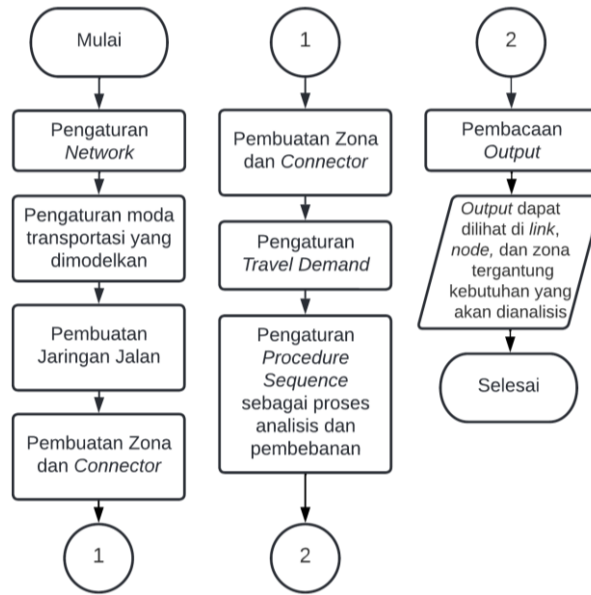 Mulai
Pengaturan
Network
Pengaturan moda
transportasi yang
dimodelkan
Pembuatan
Jaringan Jalan
Pembuatan Zona
dan Connector
1
1
Pembuatan Zona
dan Connector
Pengaturan
Travel Demand
Pengaturan
Procedure
Sequence
sebagai proses
analisis dan
pembebanan
2
2
Pembacaan
Output
Output dapat
dilihat di link,
node, dan zona
tergantung
kebutuhan yang
akan dianalisis
Selesai